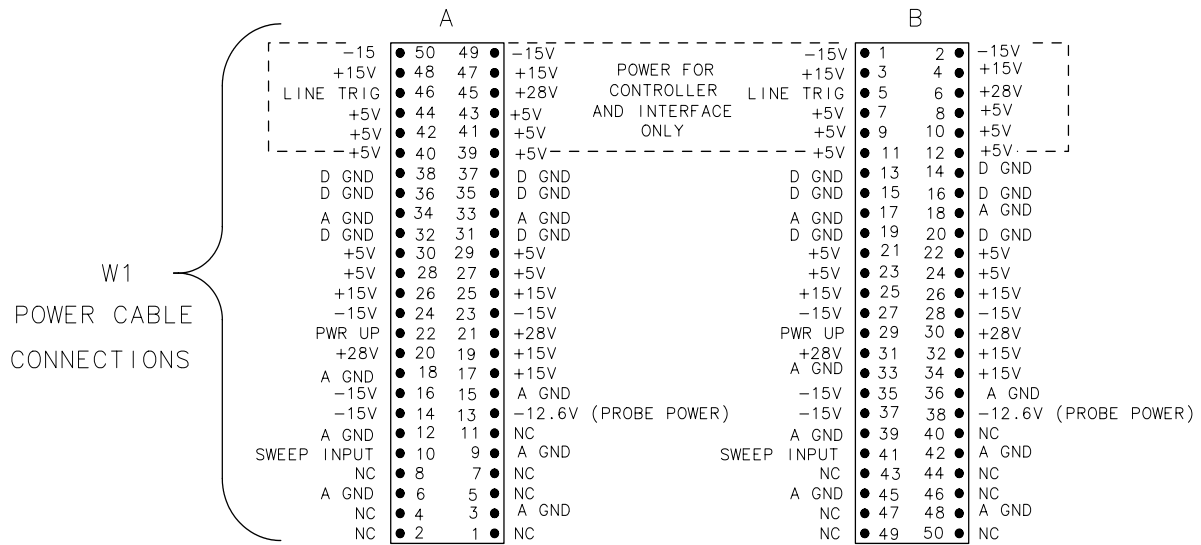 A B
-15 50 49 -15V -15V 1 2 -15V
+15V 48 47 +15V POWER FOR +15V 3 4 +15V
LINE TRIG 46 45 +28V CONTROLLER LINE TRIG 5 6 +28V
+5V 44 43 +5V AND INTERFACE +5V 7 8 +5V
+5V 42 41 +5V ONLY +5V 9 10 +5V
+5V 40 39 +5V +5V 11 12 +5V
D GND 38 37 D GND D GND 13 14 D GND
D GND 36 35 D GND D GND 15 16 D GND
A GND 34 33 A GND A GND 17 18 A GND
D GND 32 31 D GND D GND 19 20 D GND
+5V 30 29 +5V +5V 21 22 +5V
W1 +5V 28 27 +5V +5V 23 24 +5V
+15V 26 25 +15V +15V 25 26 +15V
POWER CABLE -15V 24 23 -15V -15V 27 28 -15V
PWR UP 22 21 +28V PWR UP 29 30 +28V
CONNECTIONS +28V 20 19 +15V +28V 31 32 +15V
A GND 18 17 +15V A GND 33 34 +15V
-15V 16 15 A GND -15V 35 36 A GND
-15V 14 13 -12.6V (PROBE POWER) -15V 37 38 -12.6V (PROBE POWER)
A GND 12 11 NC A GND 39 40 NC
SWEEP INPUT 10 9 A GND SWEEP INPUT 41 42 A GND
NC 8 7 NC NC 43 44 NC
A GND 6 5 NC A GND 45 46 NC
NC 4 3 A GND NC 47 48 A GND
NC 2 1 NC NC 49 50 NC